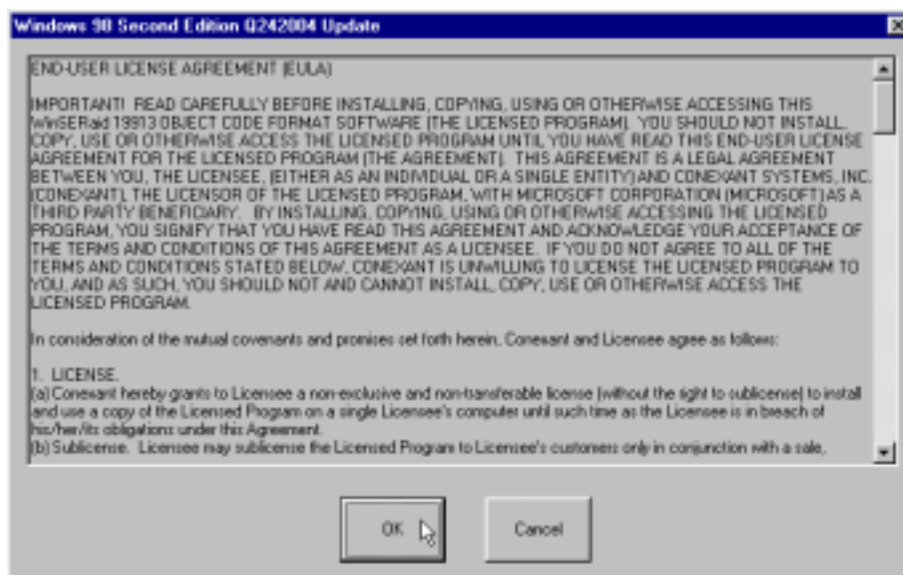 Windows 98 Second Edition Q242004 Update
END-USER LICENSE AGREEMENT (EULA)
IMPORTANT! READ CAREFULLY BEFORE INSTALLING, COPYING, USING OR OTHERWISE ACCESSING THIS
WinSERaid 19913 OBJECT CODE FORMAT SOFTWARE (THE LICENSED PROGRAM). YOU SHOULD NOT INSTALL,
COPY, USE OR OTHERWISE ACCESS THE LICENSED PROGRAM UNTIL YOU HAVE READ THIS END-USER LICENSE
AGREEMENT FOR THE LICENSED PROGRAM (THE AGREEMENT). THIS AGREEMENT IS A LEGAL AGREEMENT
BETWEEN YOU, THE LICENSEE, (EITHER AS AN INDIVIDUAL OR A SINGLE ENTITY) AND CONEXANT SYSTEMS, INC.
(CONEXANT), THE LICENSOR OF THE LICENSED PROGRAM, WITH MICROSOFT CORPORATION (MICROSOFT) AS A
THIRD PARTY BENEFICIARY. BY INSTALLING, COPYING, USING OR OTHERWISE ACCESSING THE LICENSED
PROGRAM, YOU SIGNIFY THAT YOU HAVE READ THIS AGREEMENT AND ACKNOWLEDGE YOUR ACCEPTANCE OF
THE TERMS AND CONDITIONS OF THIS AGREEMENT AS A LICENSEE. IF YOU DO NOT AGREE TO ALL OF THE
TERMS AND CONDITIONS STATED BELOW, CONEXANT IS UNWILLING TO LICENSE THE LICENSED PROGRAM TO
YOU, AND AS SUCH, YOU SHOULD NOT AND CANNOT INSTALL, COPY, USE OR OTHERWISE ACCESS THE
LICENSED PROGRAM.
In consideration of the mutual covenants and promises set forth herein, Conexant and Licensee agree as follows:
1. LICENSE.
(a) Conexant hereby grants to Licensee a non-exclusive and non-transferable license (without the right to sublicense) to install
and use a copy of the Licensed Program on a single Licensee's computer until such time as the Licensee is in breach of
his/her/its obligations under this Agreement.
(b) Sublicense. Licensee may sublicense the Licensed Program to Licensee's customers only in conjunction with a sale,
OK
Cancel